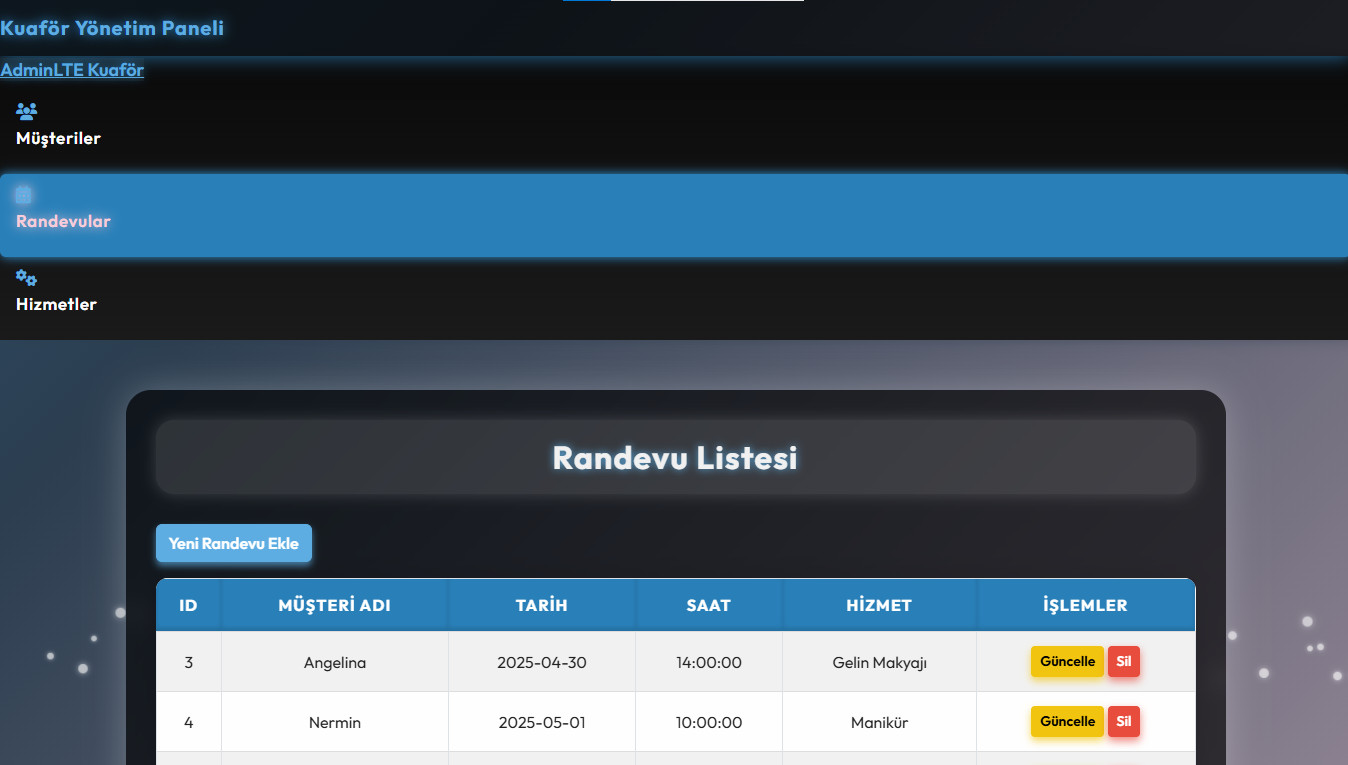 Kuaför Yönetim Paneli
AdminLTE Kuaför
Müşteriler
Randevular
Hizmetler
Randevu Listesi
Yeni Randevu Ekle
ID MÜŞTERİ ADI TARİH SAAT HİZMET İŞLEMLER
3 Angelina 2025-04-30 14:00:00 Gelin Makyajı Güncelle Sil
4 Nermin 2025-05-01 10:00:00 Manikür Güncelle Sil